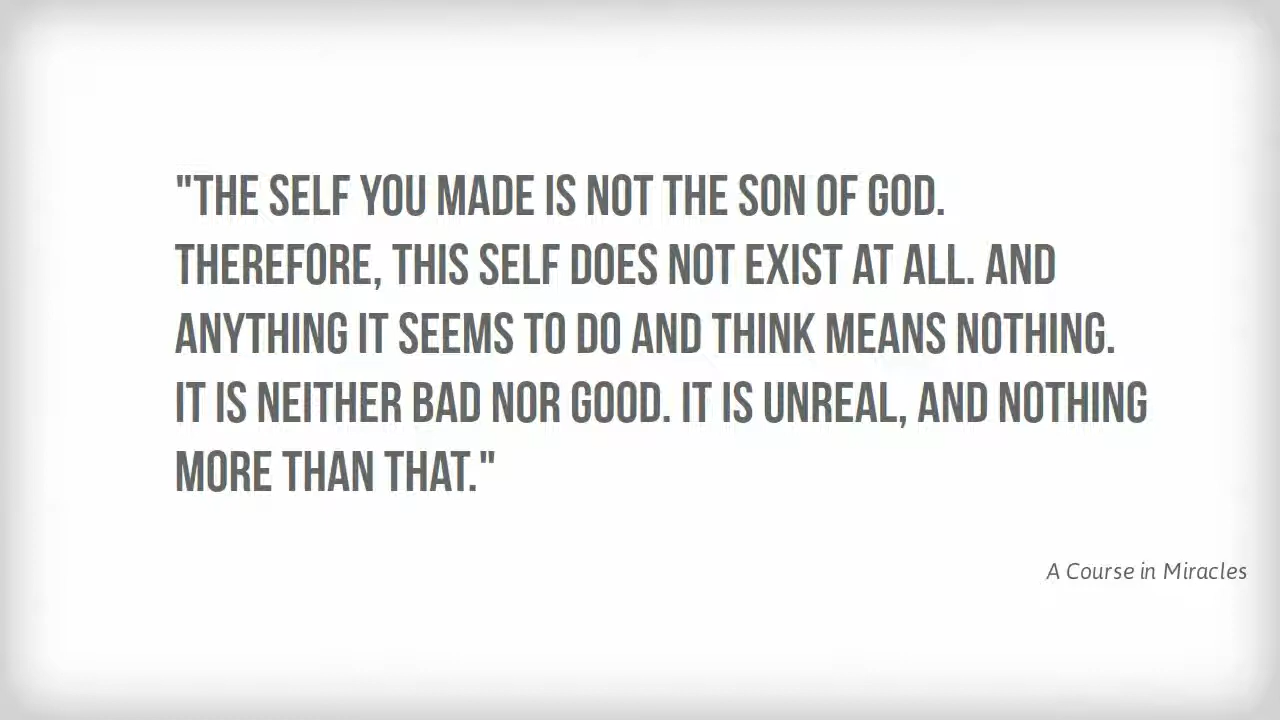 "THE SELF YOU MADE IS NOT THE SON OF GOD.
THEREFORE, THIS SELF DOES NOT EXIST AT ALL. AND
ANYTHING IT SEEMS TO DO AND THINK MEANS NOTHING.
IT IS NEITHER BAD NOR GOOD. IT IS UNREAL, AND NOTHING
MORE THAN THAT."
A Course in Miracles